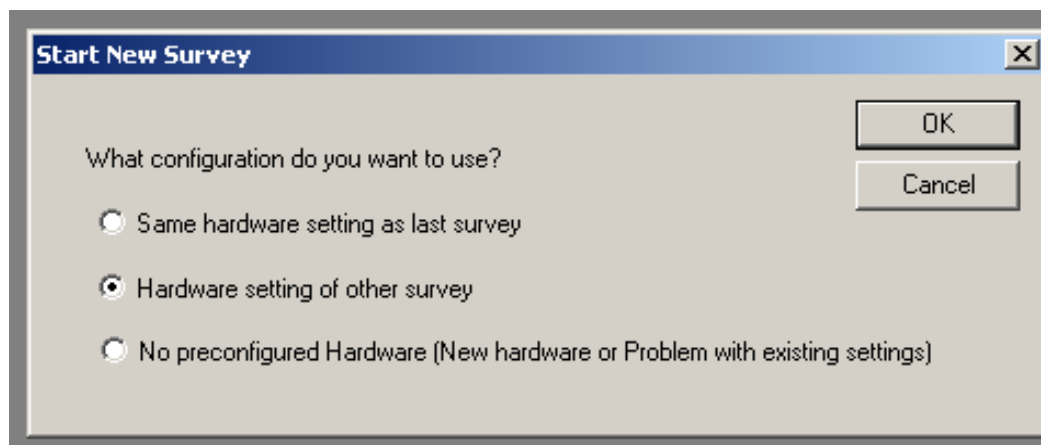 Start New Survey
OK
What configuration do you want to use?
Cancel
Same hardware setting as last survey
Hardware setting of other survey
No preconfigured Hardware (New hardware or Problem with existing settings)